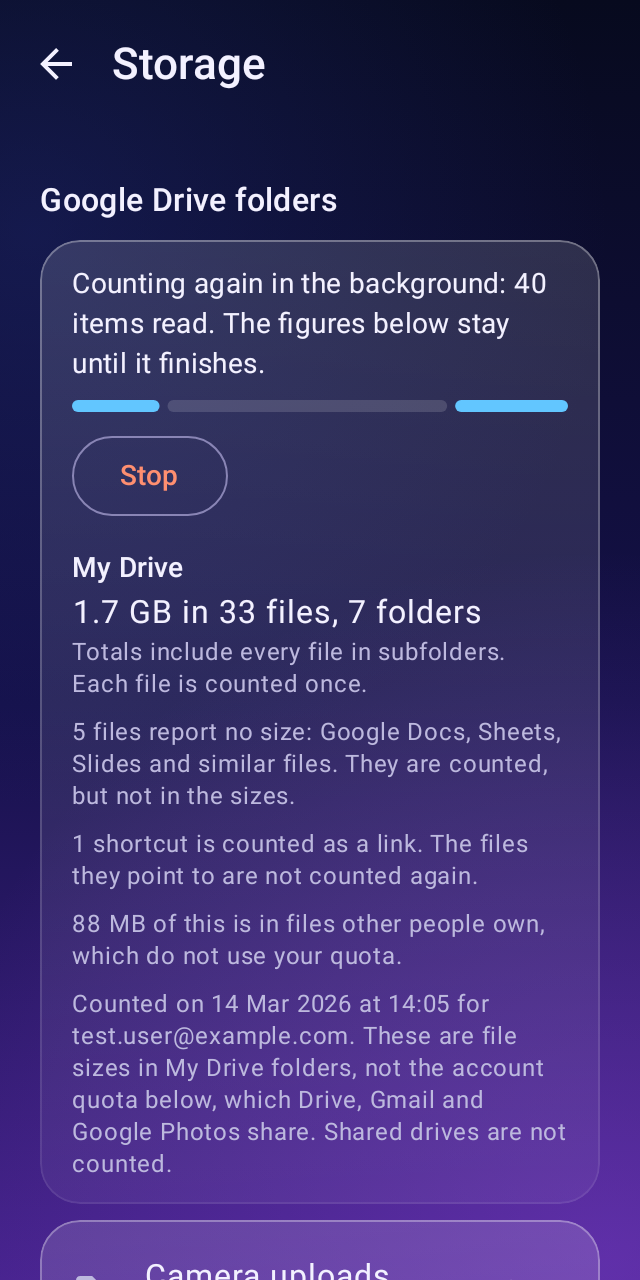 Storage
Google Drive folders
Counting again in the background: 40
items read. The figures below stay
until it finishes.
Stop
My Drive
1.7 GB in 33 files, 7 folders
Totals include every file in subfolders.
Each file is counted once.
5 files report no size: Google Docs, Sheets,
Slides and similar files. They are counted,
but not in the sizes.
1 shortcut is counted as a link. The files
they point to are not counted again.
88 MB of this is in files other people own,
which do not use your quota.
Counted on 14 Mar 2026 at 14:05 for
test.user@example.com. These are file
sizes in My Drive folders, not the account
quota below, which Drive, Gmail and
Google Photos share. Shared drives are not
counted.
Camera uploads